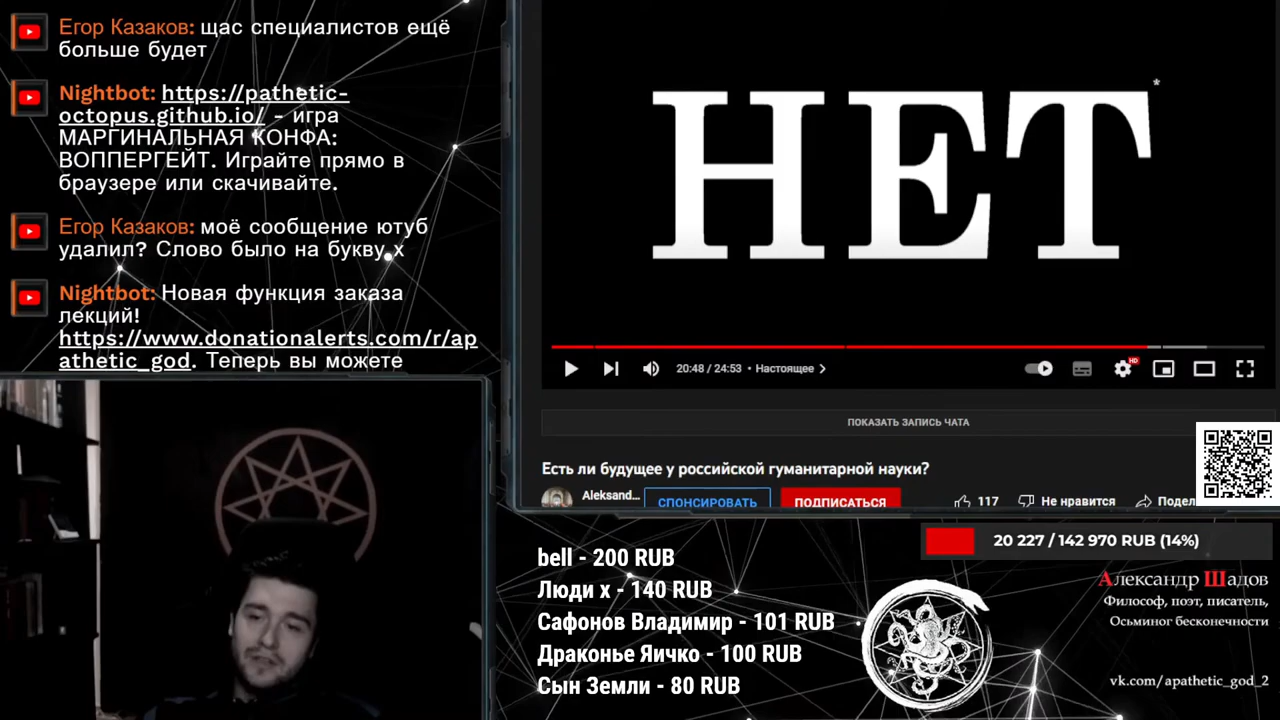 Егор Казаков: щас специалистов ещё
больше будет
Nightbot: https://pathetic-
octopus.github.io/ - игра
МАРГИНАЛЬНАЯ КОНФА:
ВОППЕРГЕЙТ. Играйте прямо в
браузере или скачивайте.
Егор Казаков: моё сообщение ютуб
удалил? Слово было на букву х
Nightbot: Новая функция заказа
лекций!
https://www.donationalerts.com/r/ap
athetic_god. Теперь вы можете
НЕТ*
20:48 / 24:53 • Настоящее
HD
ПОКАЗАТЬ ЗАПИСЬ ЧАТА
Есть ли будущее у российской гуманитарной науки?
Aleksand...
СПОНСИРОВАТЬ
ПОДПИСАТЬСЯ
117
Не нравится
Подел
20 227 / 142 970 RUB (14%)
bell - 200 RUB
Люди х - 140 RUB
Сафонов Владимир - 101 RUB
Драконье Яичко - 100 RUB
Сын Земли - 80 RUB
Александр Шадов
Философ, поэт, писатель,
Осьминог бесконечности
vk.com/apathetic_god_2